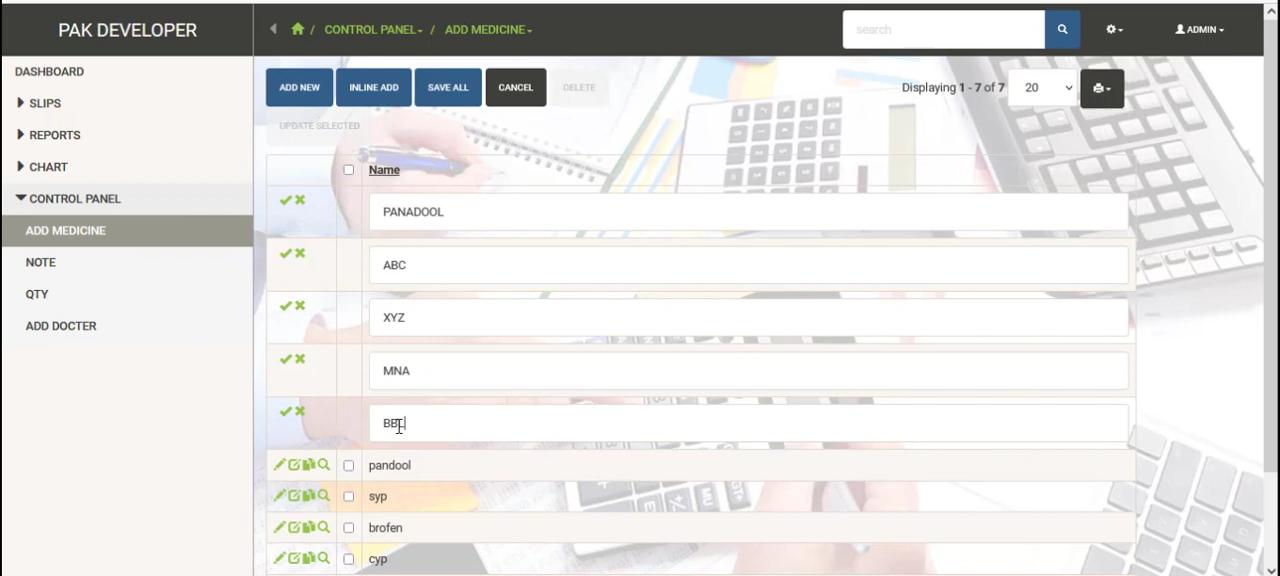 PAK DEVELOPER
/ CONTROL PANEL / ADD MEDICINE
search
ADMIN
DASHBOARD
SLIPS
REPORTS
CHART
CONTROL PANEL
ADD MEDICINE
NOTE
QTY
ADD DOCTER
ADD NEW INLINE ADD SAVE ALL CANCEL DELETE
Displaying 1 - 7 of 7 20
UPDATE SELECTED
Name
PANADOOL
ABC
XYZ
MNA
pandool
syp
brofen
cyp